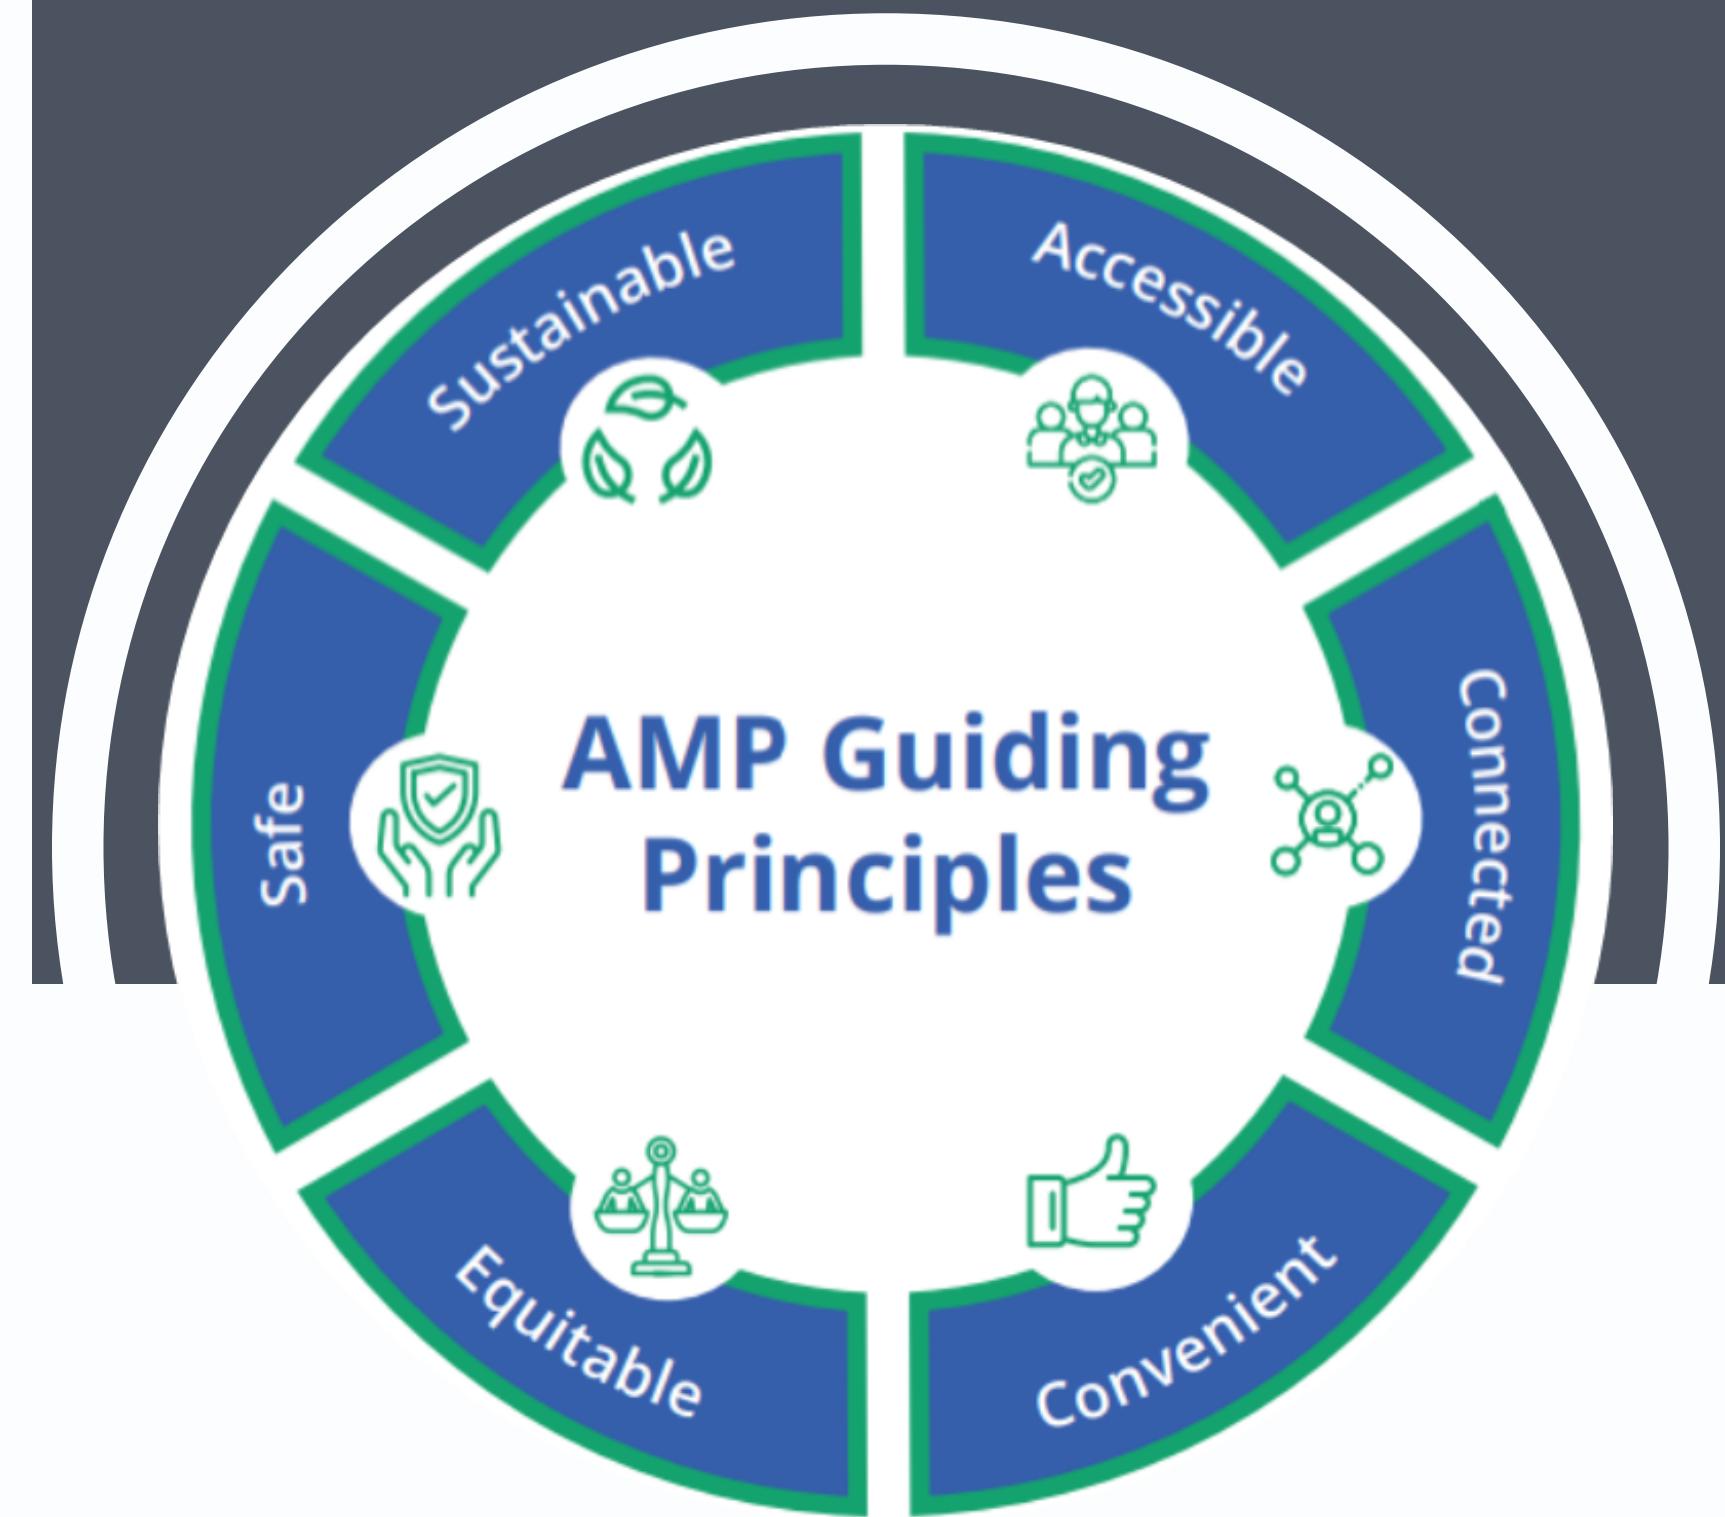 AMP Guiding
Principles
Accessible
Connected
Convenient
Equitable
Safe
Sustainable